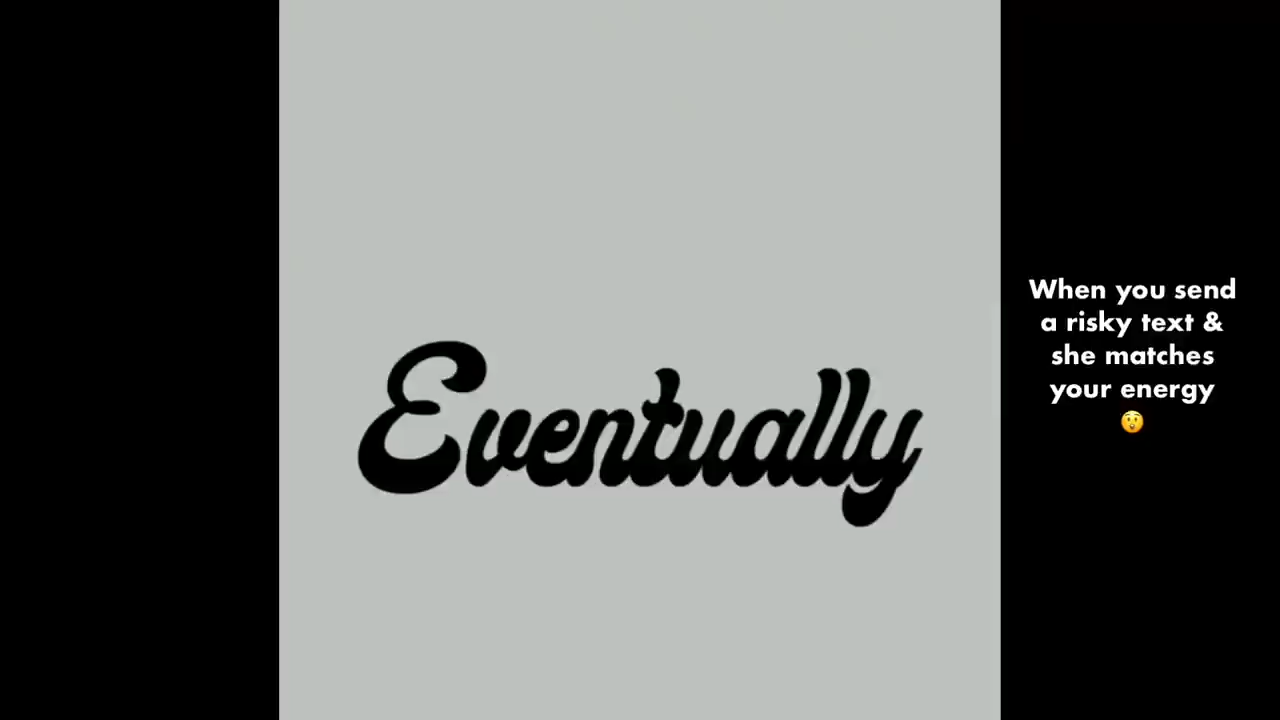 Eventually
When you send
a risky text &
she matches
your energy
😲